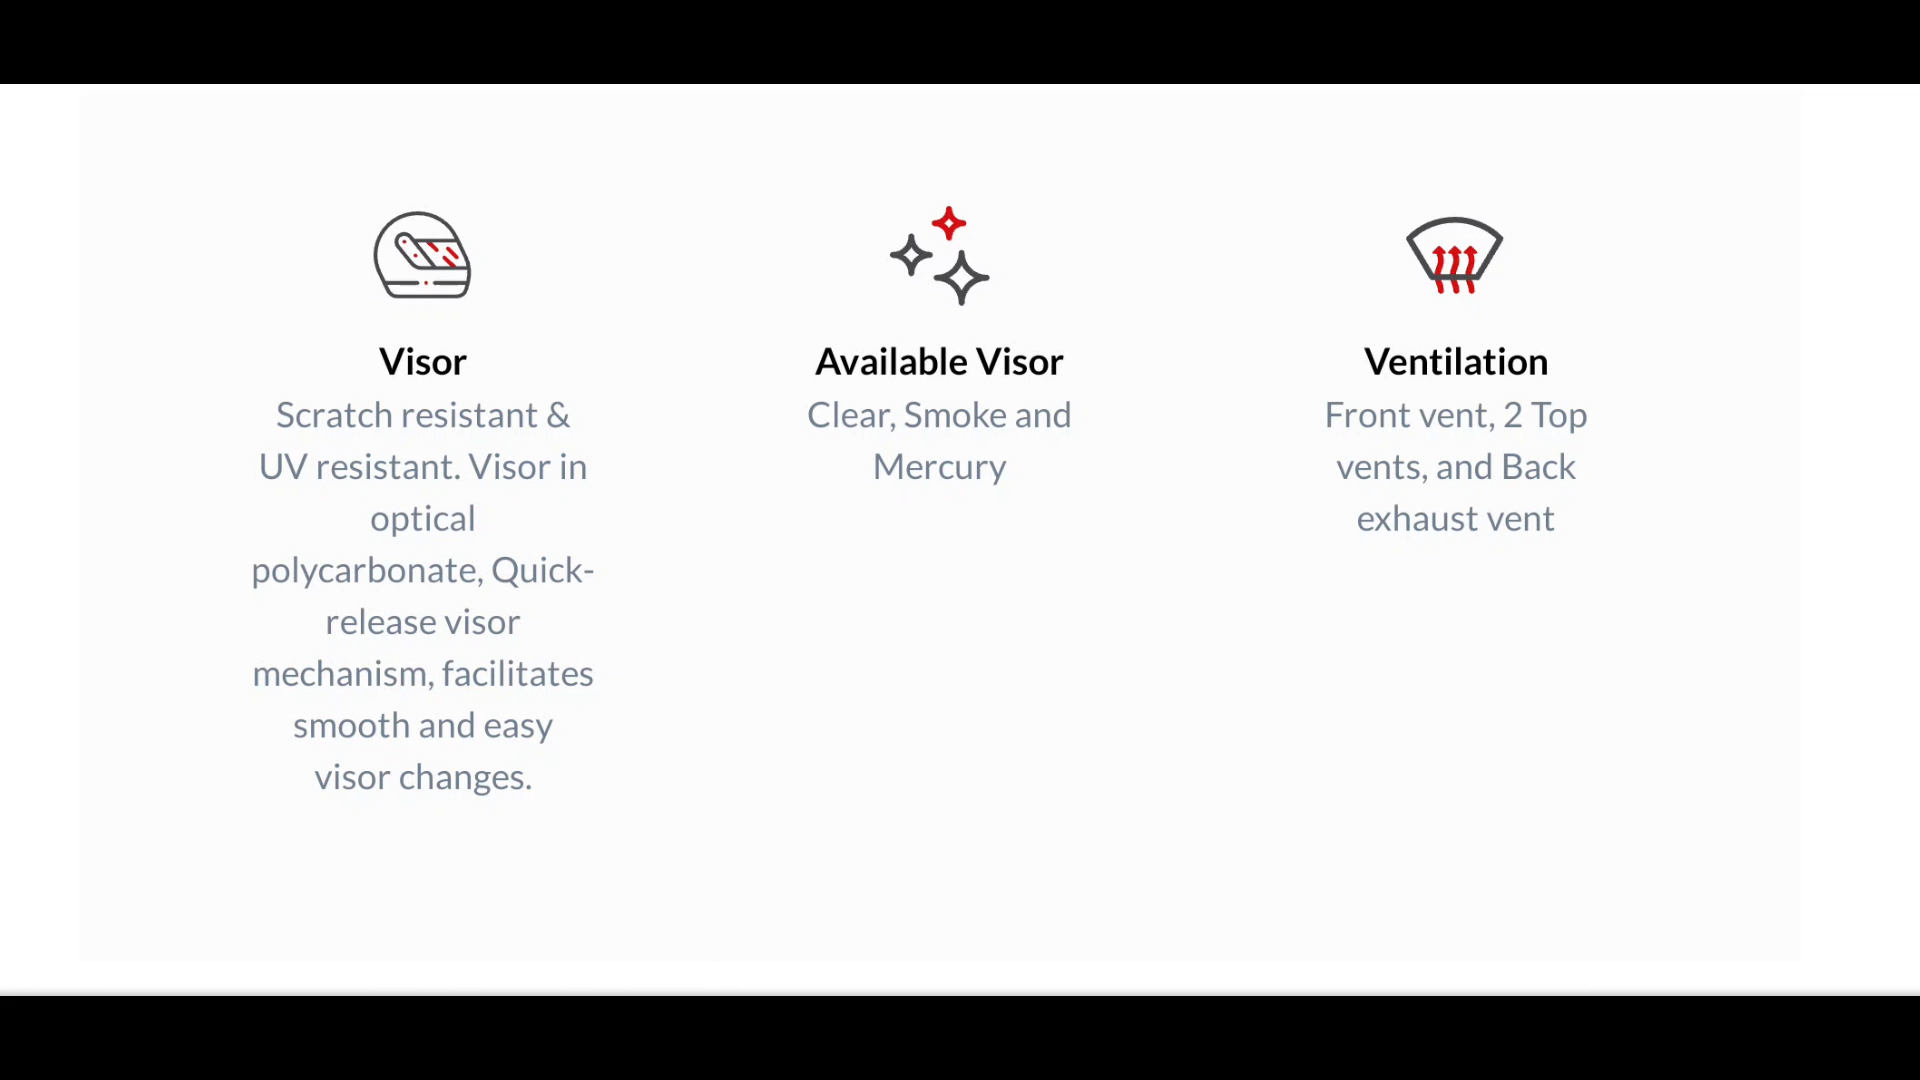 Visor
Scratch resistant &
UV resistant. Visor in
optical
polycarbonate, Quick-
release visor
mechanism, facilitates
smooth and easy
visor changes.
Available Visor
Clear, Smoke and
Mercury
Ventilation
Front vent, 2 Top
vents, and Back
exhaust vent